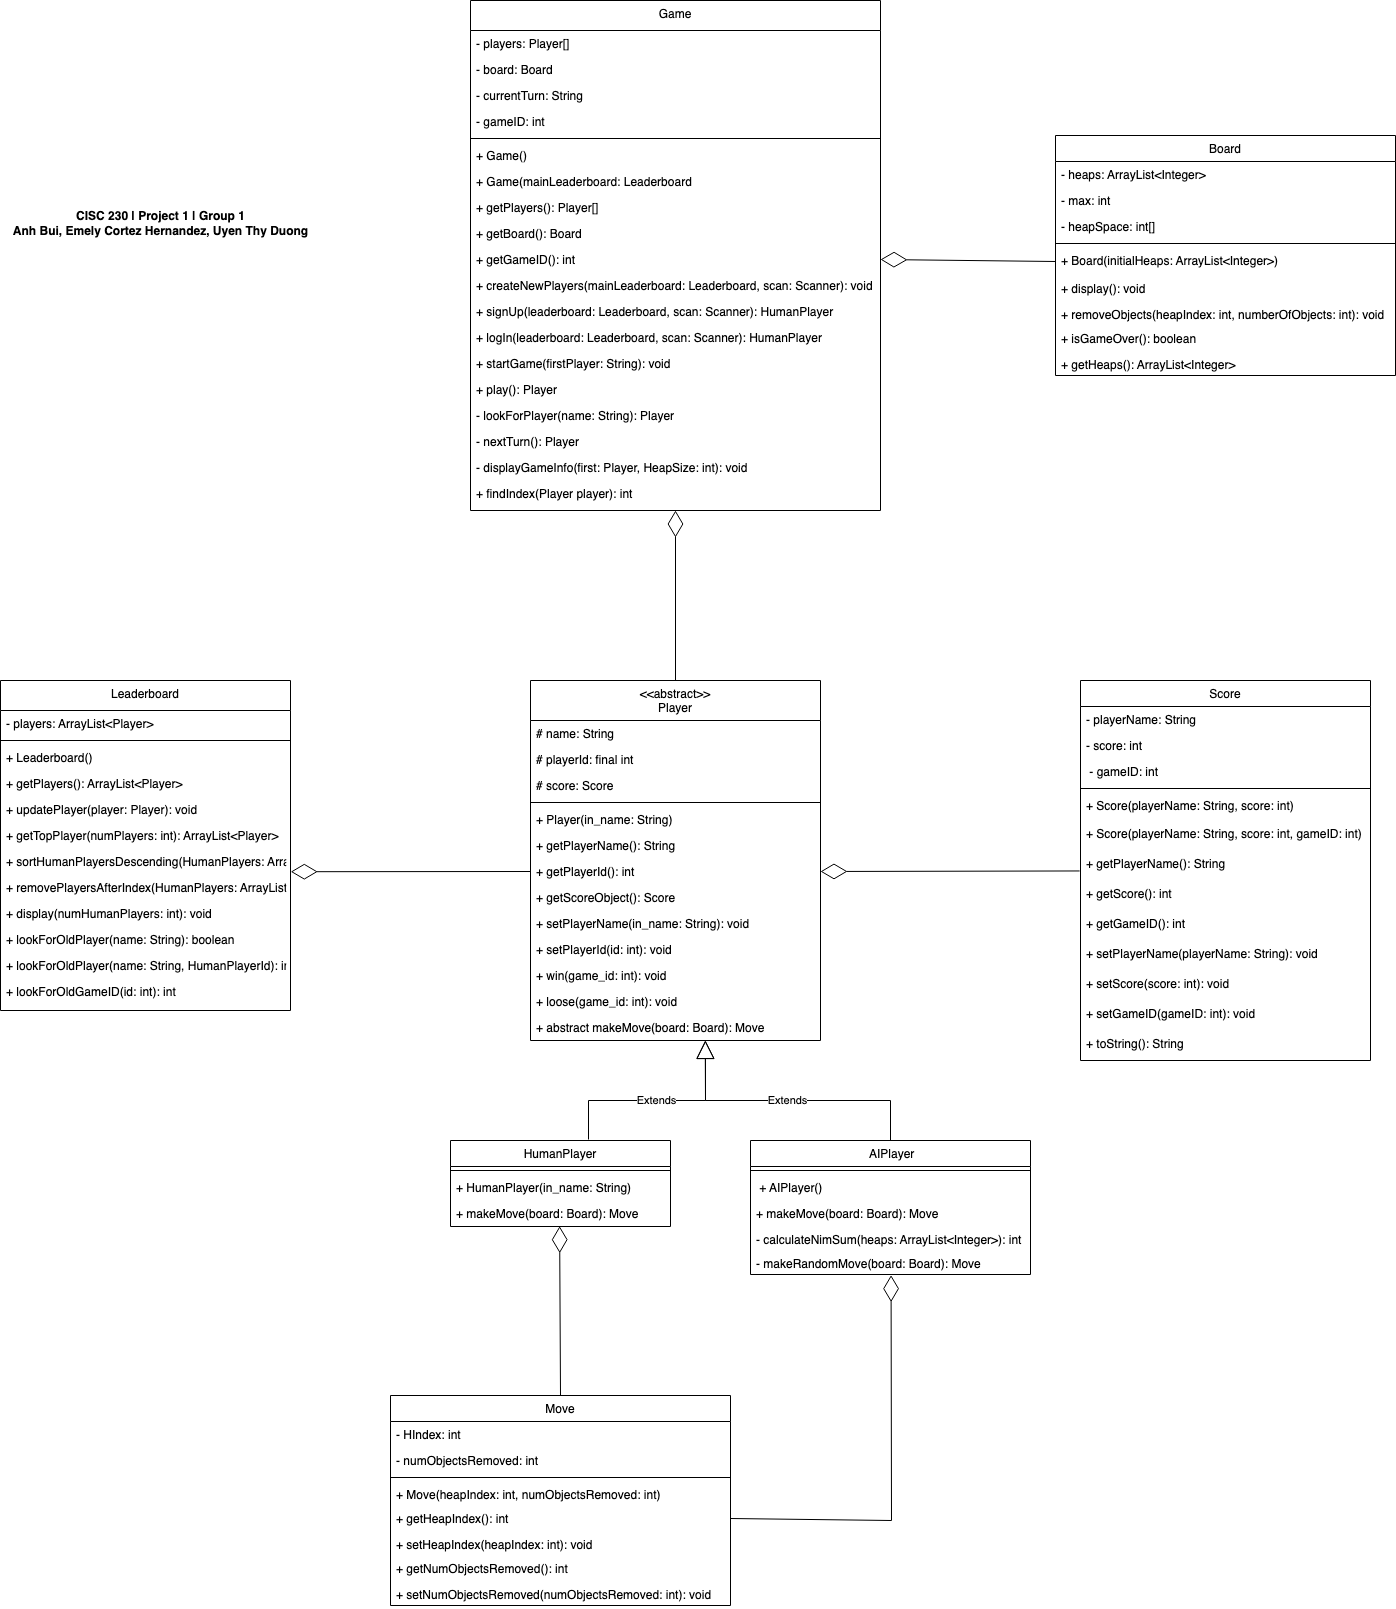 Game
- players: Player[]
- board: Board
- currentTurn: String
- gameID: int
+ Game()
+ Game(mainLeaderboard: Leaderboard
+ getPlayers(): Player[]
+ getBoard(): Board
+ getGameID(): int
+ createNewPlayers(mainLeaderboard: Leaderboard, scan: Scanner): void
+ signUp(leaderboard: Leaderboard, scan: Scanner): HumanPlayer
+ logIn(leaderboard: Leaderboard, scan: Scanner): HumanPlayer
+ startGame(firstPlayer: String): void
+ play(): Player
- lookForPlayer(name: String): Player
- nextTurn(): Player
- displayGameInfo(first: Player, HeapSize: int): void
+ findIndex(Player player): int
CISC 230 | Project 1 | Group 1
Anh Bui, Emely Cortez Hernandez, Uyen Thy Duong
Board
- heaps: ArrayList<Integer>
- max: int
- heapSpace: int[]
+ Board(initialHeaps: ArrayList<Integer>)
+ display(): void
+ removeObjects(heapIndex: int, numberOfObjects: int): void
+ isGameOver(): boolean
+ getHeaps(): ArrayList<Integer>
Leaderboard
- players: ArrayList<Player>
+ Leaderboard()
+ getPlayers(): ArrayList<Player>
+ updatePlayer(player: Player): void
+ getTopPlayer(numPlayers: int): ArrayList<Player>
+ sortHumanPlayersDescending(HumanPlayers: Arra
+ removePlayersAfterIndex(HumanPlayers: ArrayList
+ display(numHumanPlayers: int): void
+ lookForOldPlayer(name: String): boolean
+ lookForOldPlayer(name: String, HumanPlayerId): in
+ lookForOldGameID(id: int): int
<<abstract>>
Player
# name: String
# playerId: final int
# score: Score
+ Player(in_name: String)
+ getPlayerName(): String
+ getPlayerId(): int
+ getScoreObject(): Score
+ setPlayerName(in_name: String): void
+ setPlayerId(id: int): void
+ win(game_id: int): void
+ loose(game_id: int): void
+ abstract makeMove(board: Board): Move
Score
- playerName: String
- score: int
- gameID: int
+ Score(playerName: String, score: int)
+ Score(playerName: String, score: int, gameID: int)
+ getPlayerName(): String
+ getScore(): int
+ getGameID(): int
+ setPlayerName(playerName: String): void
+ setScore(score: int): void
+ setGameID(gameID: int): void
+ toString(): String
Extends
Extends
HumanPlayer
+ HumanPlayer(in_name: String)
+ makeMove(board: Board): Move
AIPlayer
+ AIPlayer()
+ makeMove(board: Board): Move
- calculateNimSum(heaps: ArrayList<Integer>): int
- makeRandomMove(board: Board): Move
Move
- HIndex: int
- numObjectsRemoved: int
+ Move(heapIndex: int, numObjectsRemoved: int)
+ getHeapIndex(): int
+ setHeapIndex(heapIndex: int): void
+ getNumObjectsRemoved(): int
+ setNumObjectsRemoved(numObjectsRemoved: int): void